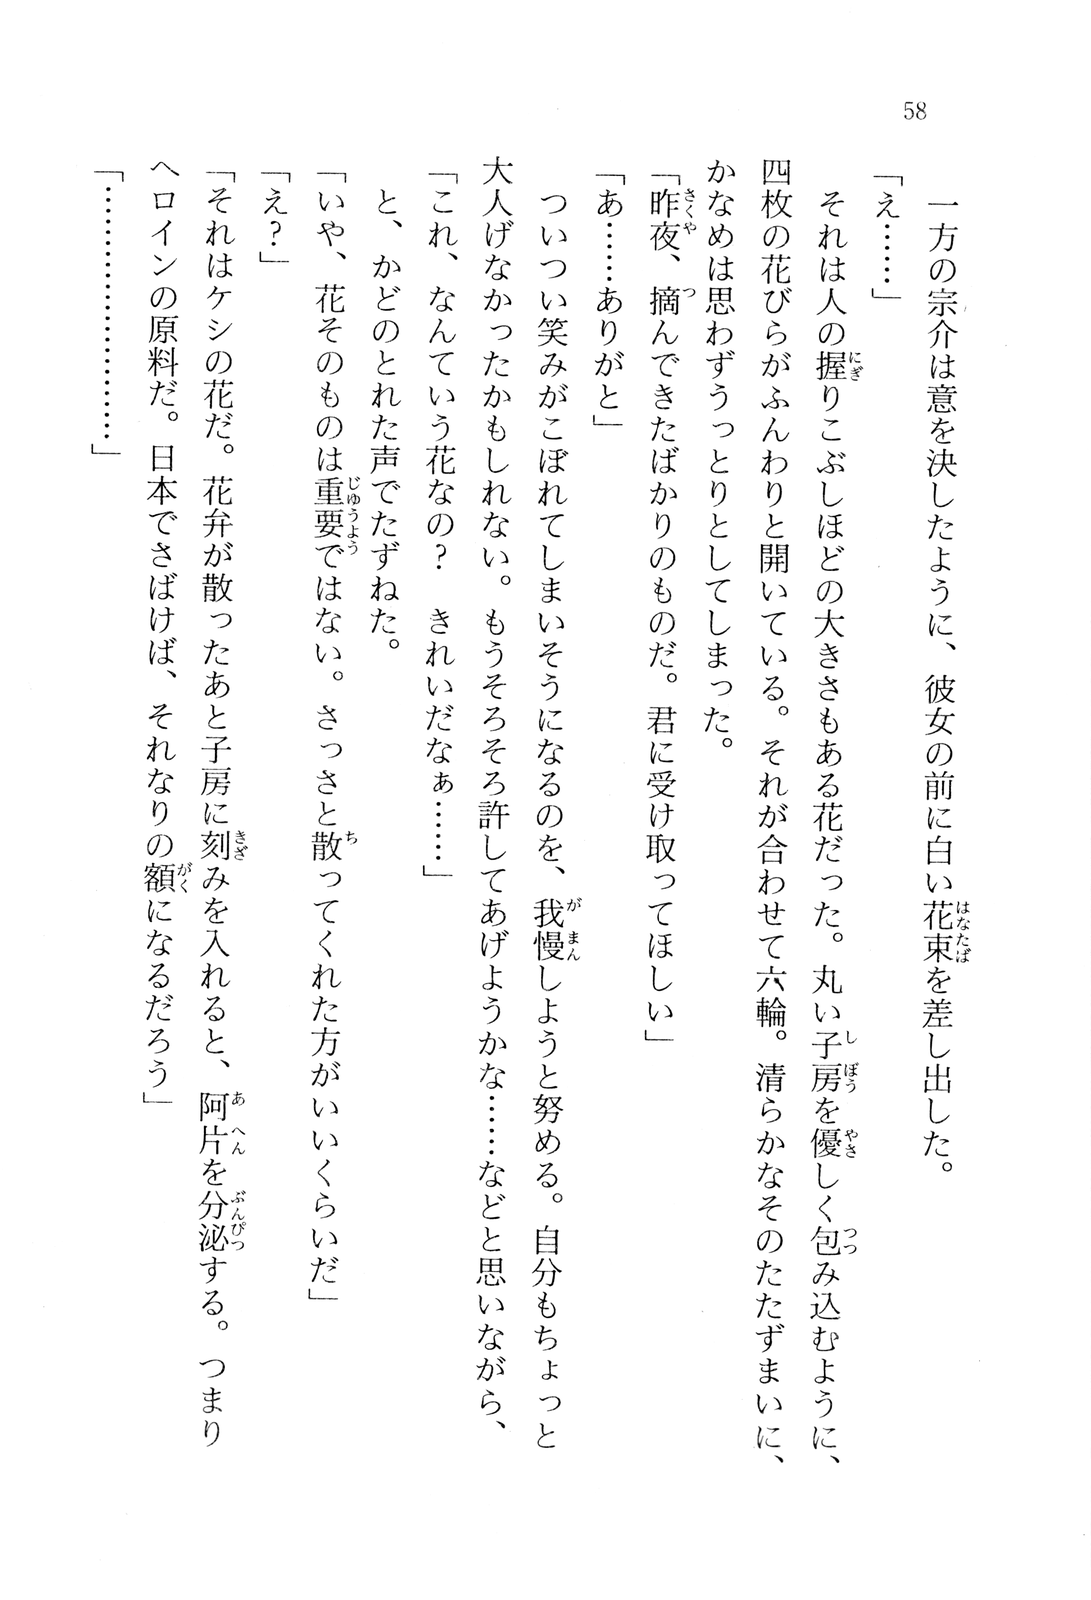 58
一方の宗介は意を決したように、彼女の前に白い花束を差し出した。
「え……」
それは人の握りこぶしほどの大きさもある花だった。丸い子房を優しく包み込むように、
四枚の花びらがふんわりと開いている。それが合わせて六輪。清らかなそのたたずまいに、
かなめは思わずうっとりとしてしまった。
「昨夜、摘んできたばかりのものだ。君に受け取ってほしい」
「あ……ありがと」
ついつい笑みがこぼれてしまいそうになるのを、我慢しようと努める。自分もちょっと
大人げなかったかもしれない。もうそろそろ許してあげようかな……などと思いながら、
「これ、なんていう花なの？　きれいだなぁ……」
と、かどのとれた声でたずねた。
「いや、花そのものは重要ではない。さっさと散ってくれた方がいいくらいだ」
「え？」
「それはケシの花だ。花弁が散ったあと子房に刻みを入れると、阿片を分泌する。つまり
ヘロインの原料だ。日本でさばけば、それなりの額になるだろう」
「……………………」